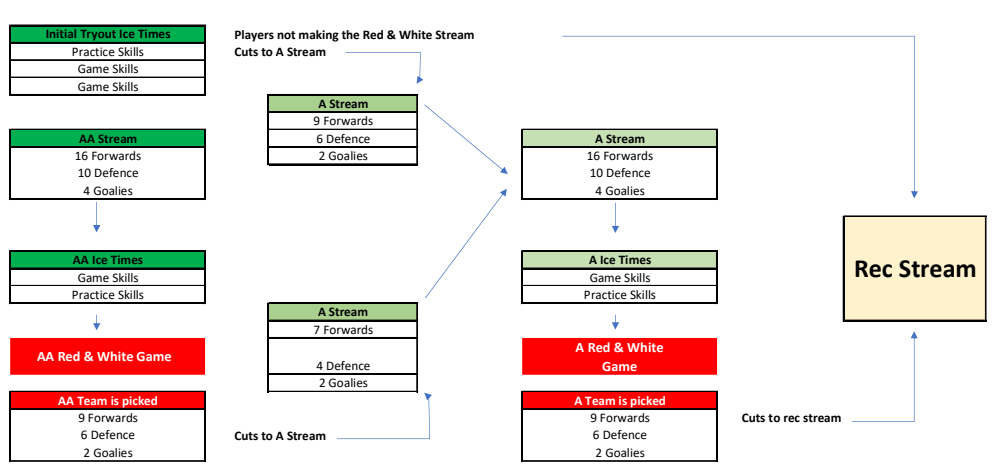 Initial Tryout Ice Times
Practice Skills
Game Skills
Game Skills
AA Stream
16 Forwards
10 Defence
4 Goalies
AA Ice Times
Game Skills
Practice Skills
AA Red & White Game
AA Team is picked
9 Forwards
6 Defence
2 Goalies
Players not making the Red & White Stream
Cuts to A Stream
A Stream
9 Forwards
6 Defence
2 Goalies
A Stream
7 Forwards
4 Defence
2 Goalies
Cuts to A Stream
A Stream
16 Forwards
10 Defence
4 Goalies
A Ice Times
Game Skills
Practice Skills
A Red & White
Game
A Team is picked
9 Forwards
6 Defence
2 Goalies
Rec Stream
Cuts to rec stream